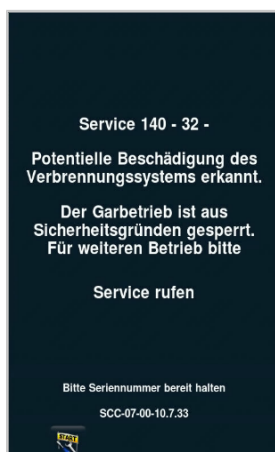 Service 140 - 32 -
Potentielle Beschädigung des
Verbrennungssystems erkannt.
Der Garbetrieb ist aus
Sicherheitsgründen gesperrt.
Für weiteren Betrieb bitte
Service rufen
Bitte Seriennummer bereit halten
SCC-07-00-10.7.33
START